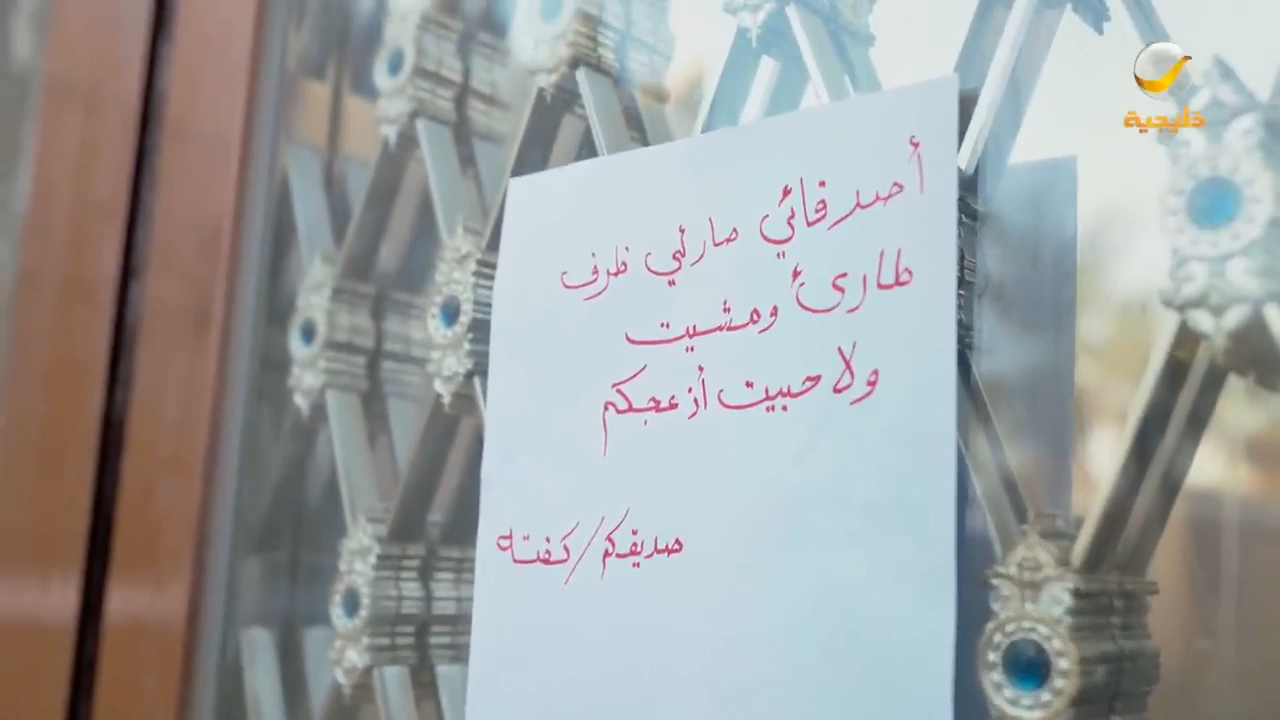 خليجية
أصدقائي صارلي ظرف
طارئ ومشيت
ولا حبيت أزعجكم
صديقكم/كفته